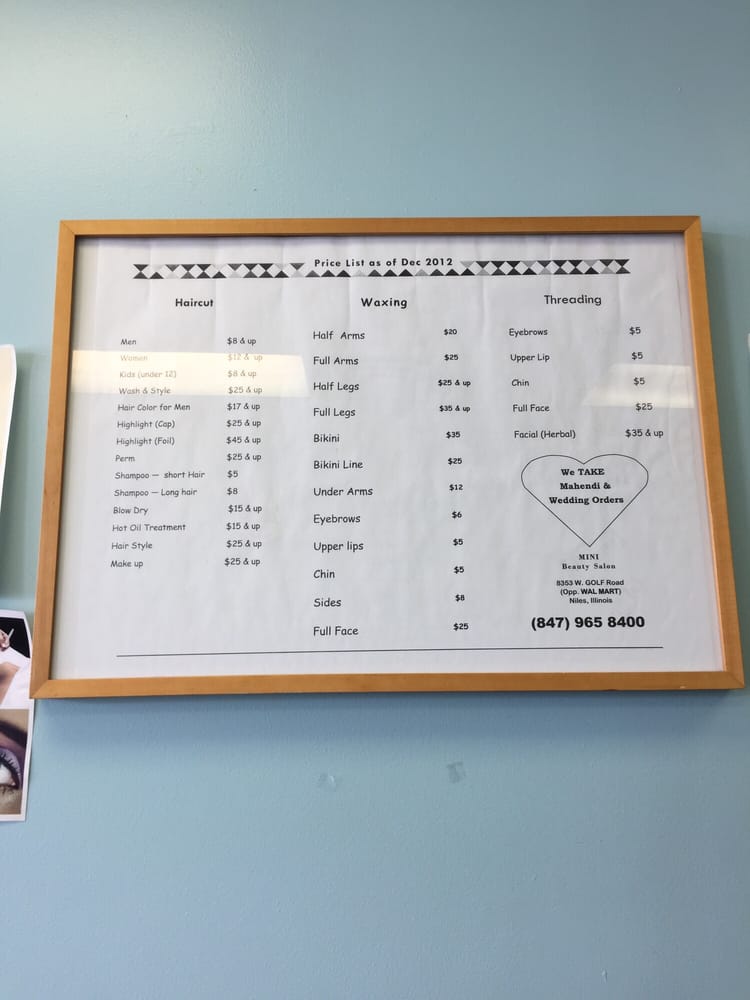 Price List as of Dec 2012
Haircut
Men $8 & up
Women $12 & up
Kids (under 12) $8 & up
Wash & Style $25 & up
Hair Color for Men $17 & up
Highlight (Cap) $25 & up
Highlight (Foil) $45 & up
Perm $25 & up
Shampoo — short Hair $5
Shampoo — Long hair $8
Blow Dry $15 & up
Hot Oil Treatment $15 & up
Hair Style $25 & up
Make up $25 & up
Waxing
Half Arms $20
Full Arms $25
Half Legs $25 & up
Full Legs $35 & up
Bikini $35
Bikini Line $25
Under Arms $12
Eyebrows $6
Upper lips $5
Chin $5
Sides $8
Full Face $25
Threading
Eyebrows $5
Upper Lip $5
Chin $5
Full Face $25
Facial (Herbal) $35 & up
We TAKE
Mahendi &
Wedding Orders
MINI
Beauty Salon
8353 W. GOLF Road
(Opp. WAL MART)
Niles, Illinois
(847) 965 8400